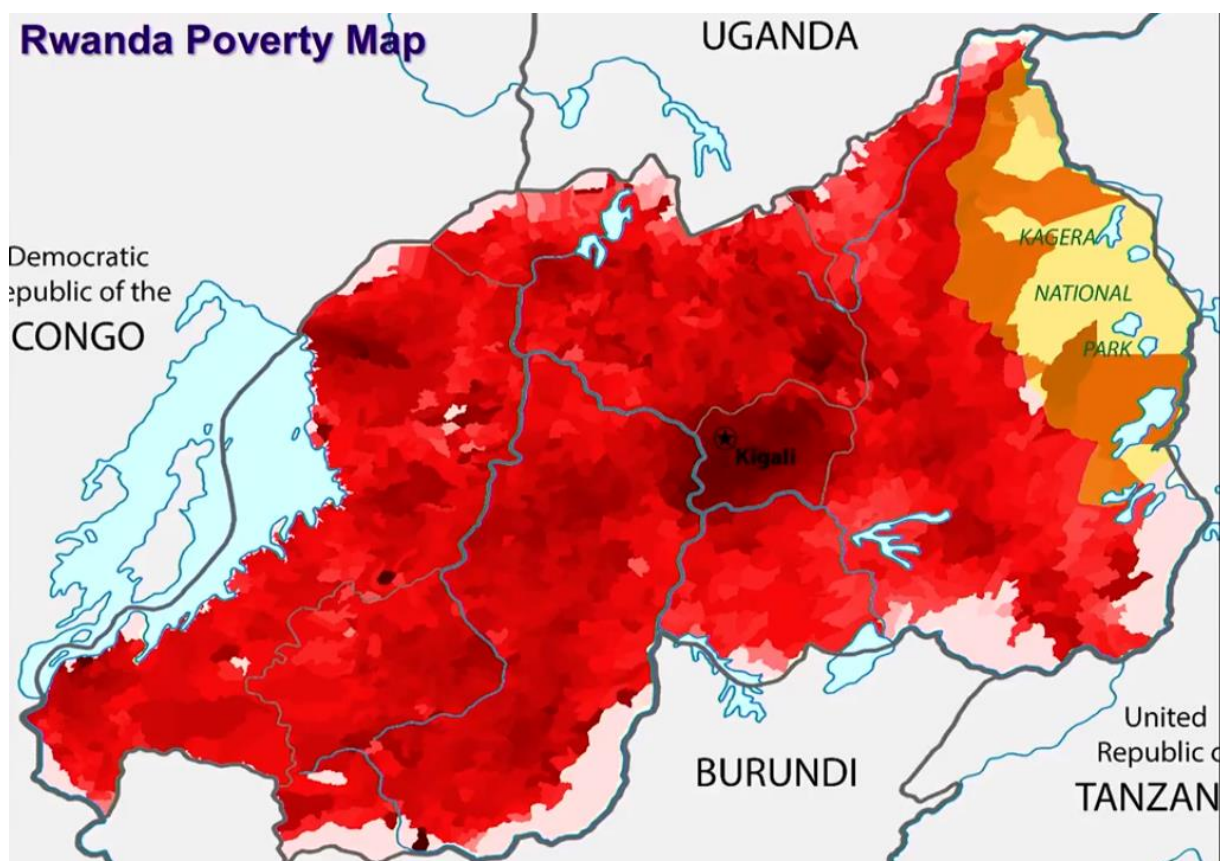 Rwanda Poverty Map
UGANDA
Democratic
epublic of the
CONGO
KAGERA
NATIONAL
PARK
Kigali
BURUNDI
United
Republic o
TANZAN